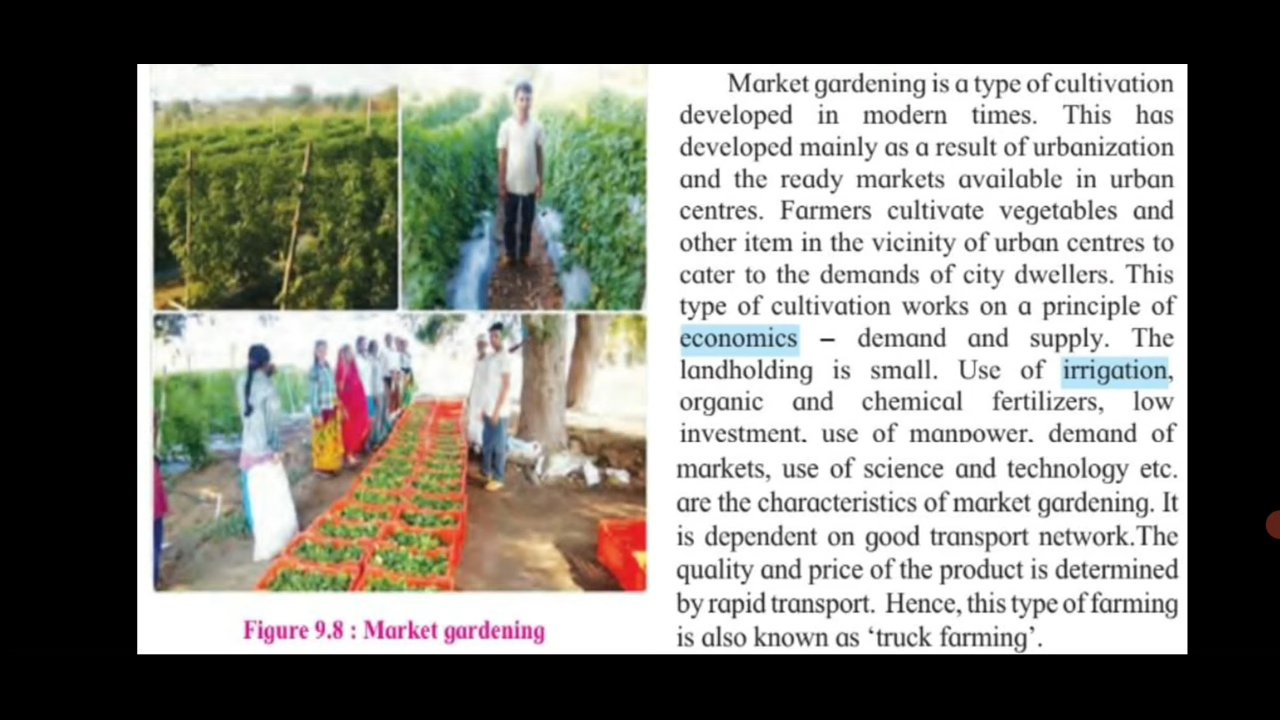 Market gardening is a type of cultivation
developed in modern times. This has
developed mainly as a result of urbanization
and the ready markets available in urban
centres. Farmers cultivate vegetables and
other item in the vicinity of urban centres to
cater to the demands of city dwellers. This
type of cultivation works on a principle of
economics – demand and supply. The
landholding is small. Use of irrigation,
organic and chemical fertilizers, low
investment, use of manpower, demand of
markets, use of science and technology etc.
are the characteristics of market gardening. It
is dependent on good transport network.The
quality and price of the product is determined
by rapid transport. Hence, this type of farming
is also known as ‘truck farming’.
Figure 9.8 : Market gardening